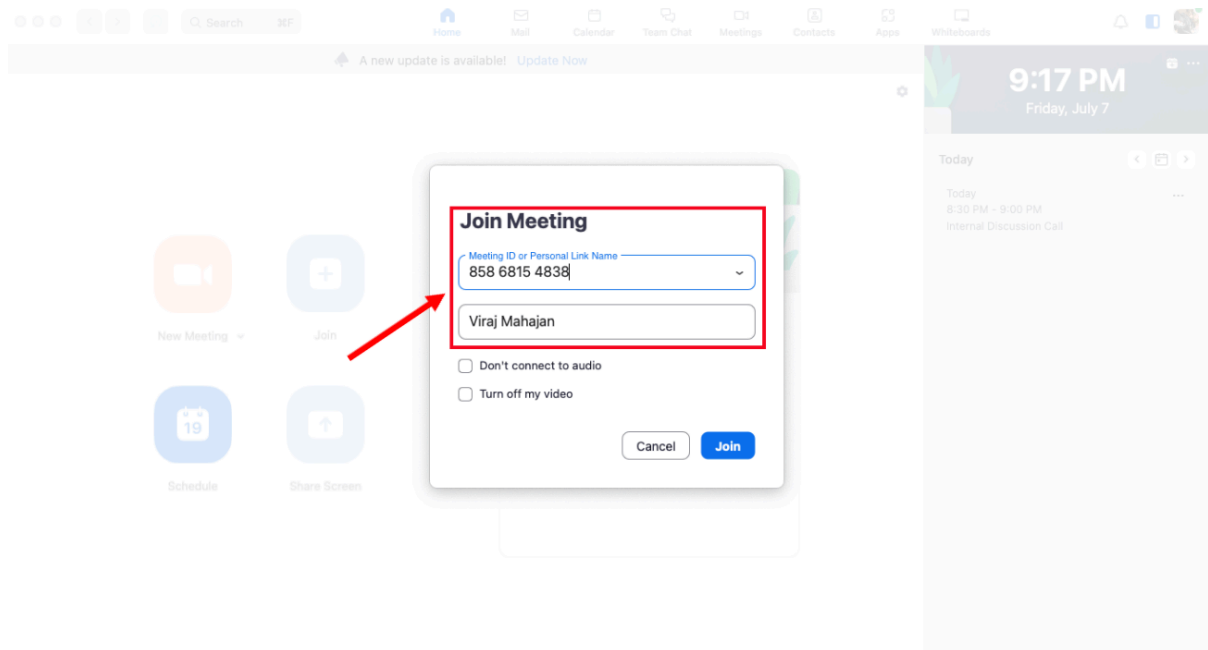 Search ⌘F
Home
Mail
Calendar
Team Chat
Meetings
Contacts
Apps
Whiteboards
A new update is available! Update Now
9:17 PM
Friday, July 7
Today
Today
8:30 PM - 9:00 PM
Internal Discussion Call
New Meeting
Join
19
Schedule
Share Screen
Join Meeting
Meeting ID or Personal Link Name
858 6815 4838
Viraj Mahajan
Don't connect to audio
Turn off my video
Cancel
Join